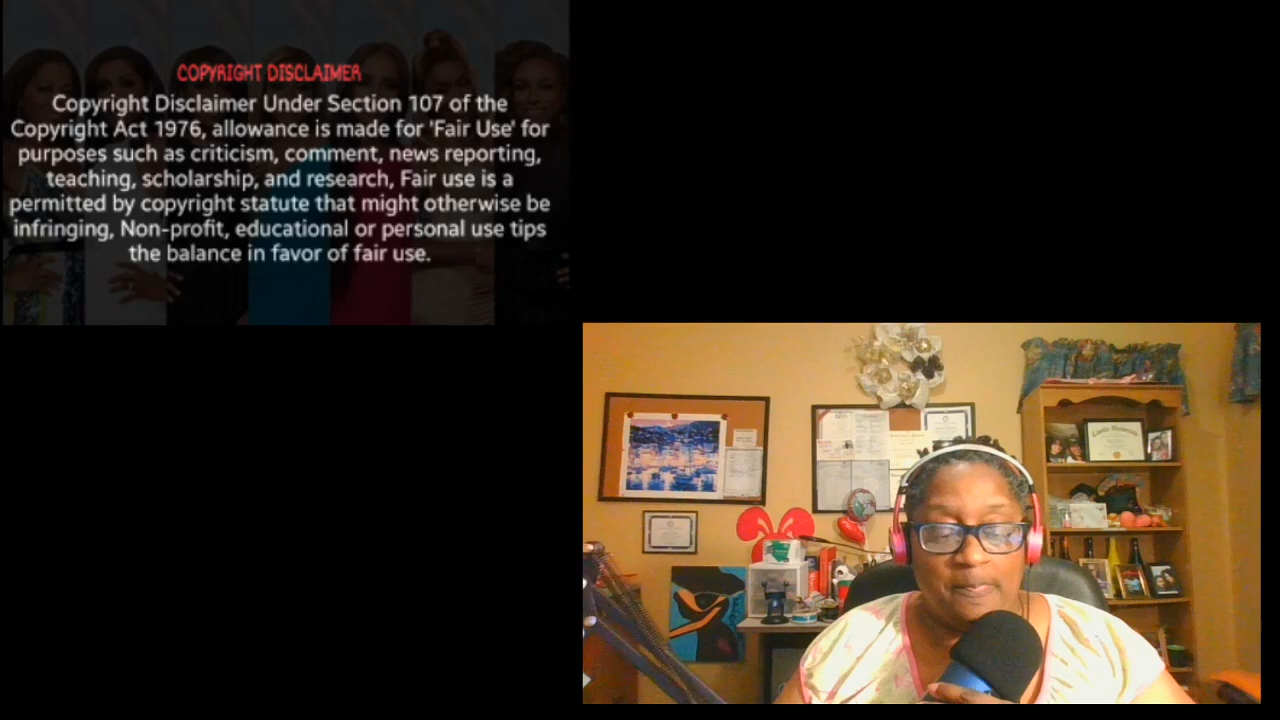 COPYRIGHT DISCLAIMER
Copyright Disclaimer Under Section 107 of the
Copyright Act 1976, allowance is made for 'Fair Use' for
purposes such as criticism, comment, news reporting,
teaching, scholarship, and research, Fair use is a
permitted by copyright statute that might otherwise be
infringing, Non-profit, educational or personal use tips
the balance in favor of fair use.